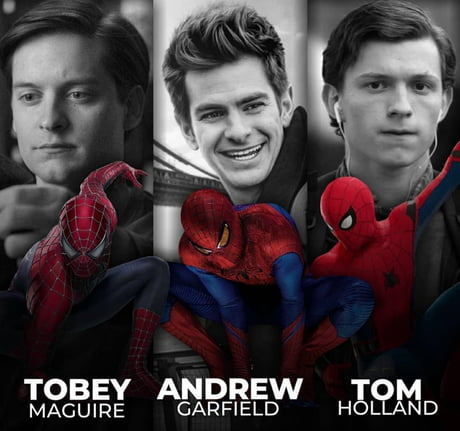 TOBEY
MAGUIRE
ANDREW
GARFIELD
TOM
HOLLAND